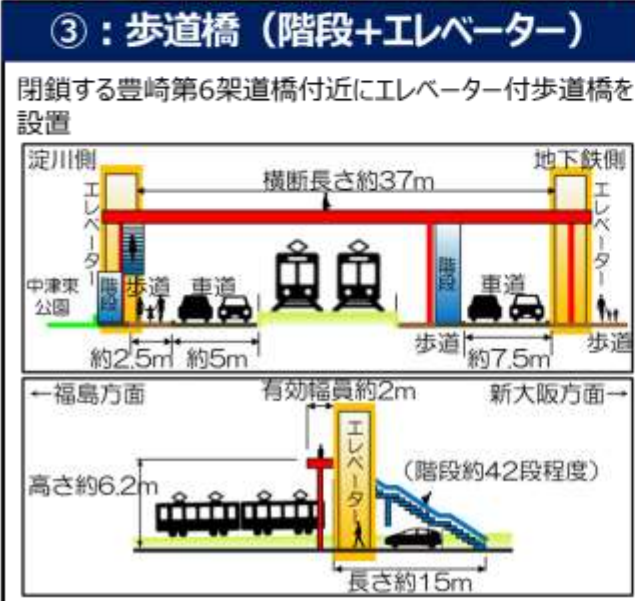 ③：歩道橋（階段+エレベーター）
閉鎖する豊崎第6架道橋付近にエレベーター付歩道橋を
設置
淀川側
地下鉄側
横断長さ約37m
エレベーター
エレベーター
中津東
公園
階段
歩道
車道
階段
車道
歩道
歩道
約2.5m
約5m
約7.5m
←福島方面
有効幅員約2m
新大阪方面→
エレベーター
高さ約6.2m
（階段約42段程度）
長さ約15m